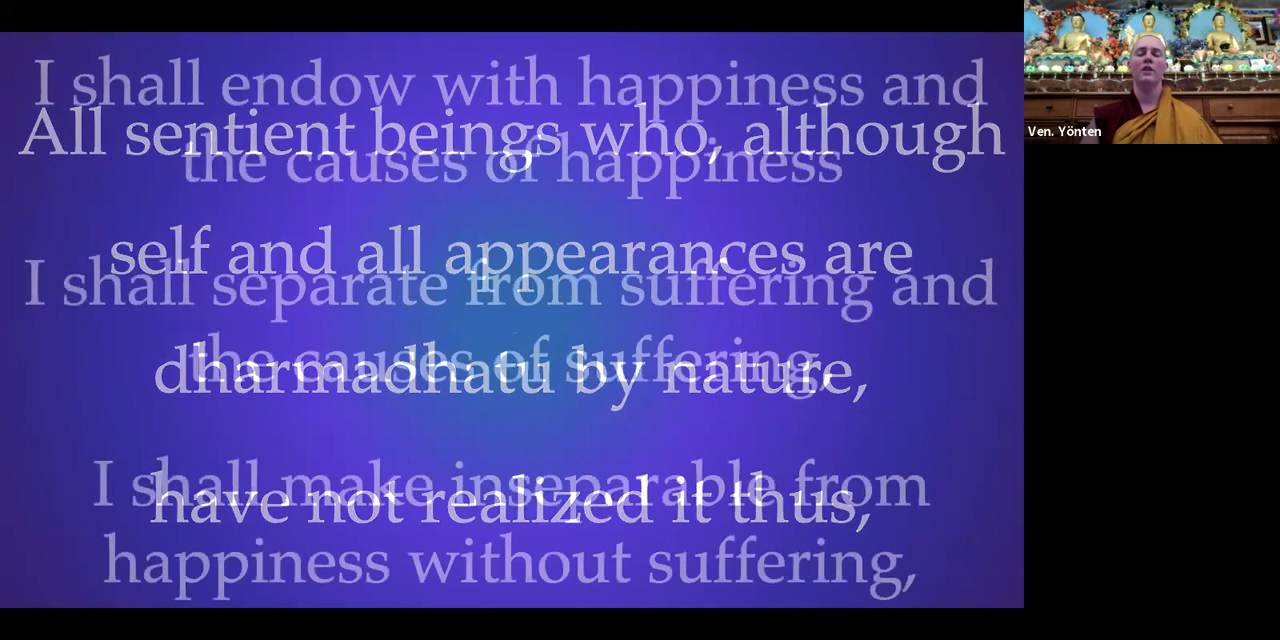 All sentient beings who, although
self and all appearances are
dharmadhatu by nature,
have not realized it thus,
I shall endow with happiness and
the causes of happiness
I shall separate from suffering and
the causes of suffering,
I shall make inseparable from
happiness without suffering,
Ven. Yönten